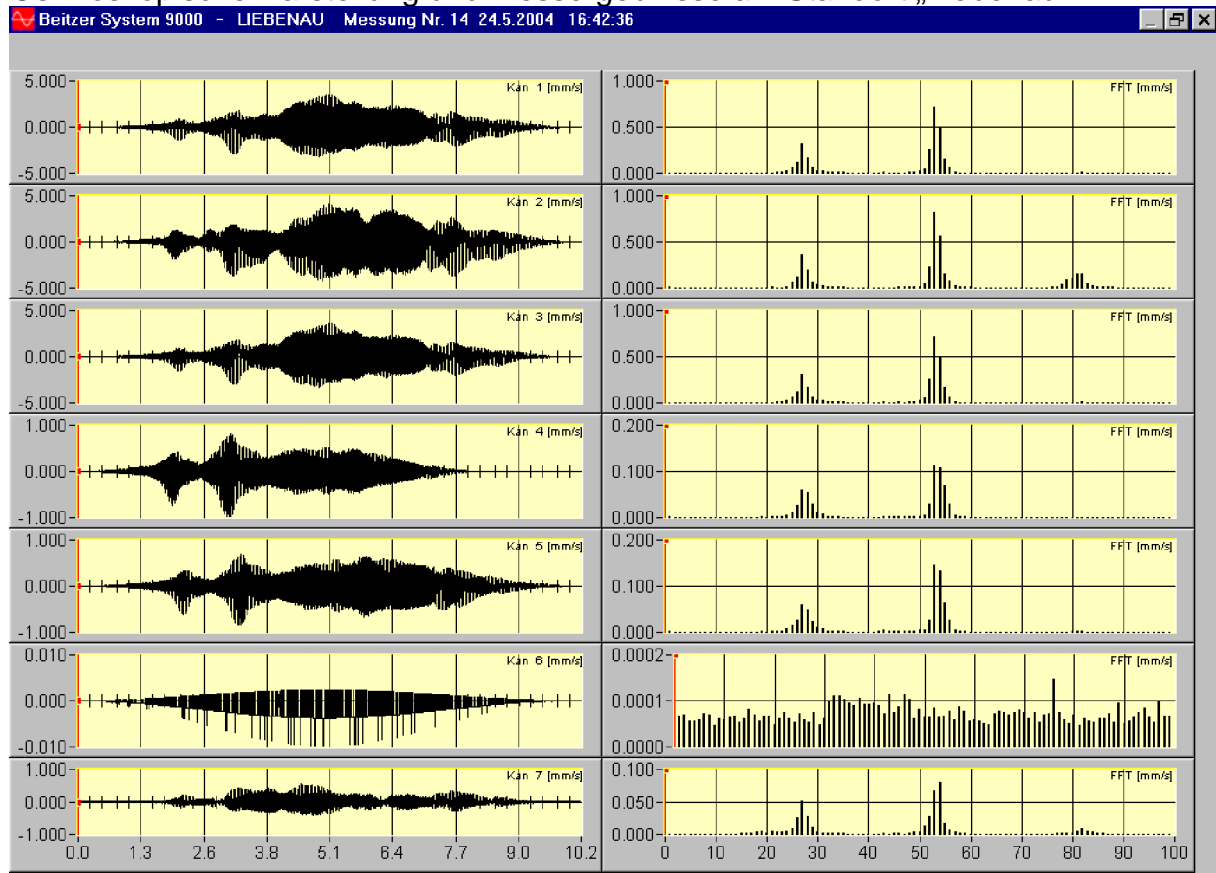 Beitzer System 9000 - LIEBENAU Messung Nr. 14 24.5.2004 16:42:36
5.000 0.000 -5.000 Kan 1 [mm/s] 1.000 0.500 0.000 FFT [mm/s]
5.000 0.000 -5.000 Kan 2 [mm/s] 1.000 0.500 0.000 FFT [mm/s]
5.000 0.000 -5.000 Kan 3 [mm/s] 1.000 0.500 0.000 FFT [mm/s]
1.000 0.000 -1.000 Kan 4 [mm/s] 0.200 0.100 0.000 FFT [mm/s]
1.000 0.000 -1.000 Kan 5 [mm/s] 0.200 0.100 0.000 FFT [mm/s]
0.010 0.000 -0.010 Kan 6 [mm/s] 0.0002 0.0001 0.0000 FFT [mm/s]
1.000 0.000 -1.000 Kan 7 [mm/s] 0.100 0.050 0.000 FFT [mm/s]
0.0 1.3 2.6 3.8 5.1 6.4 7.7 9.0 10.2 0 10 20 30 40 50 60 70 80 90 100